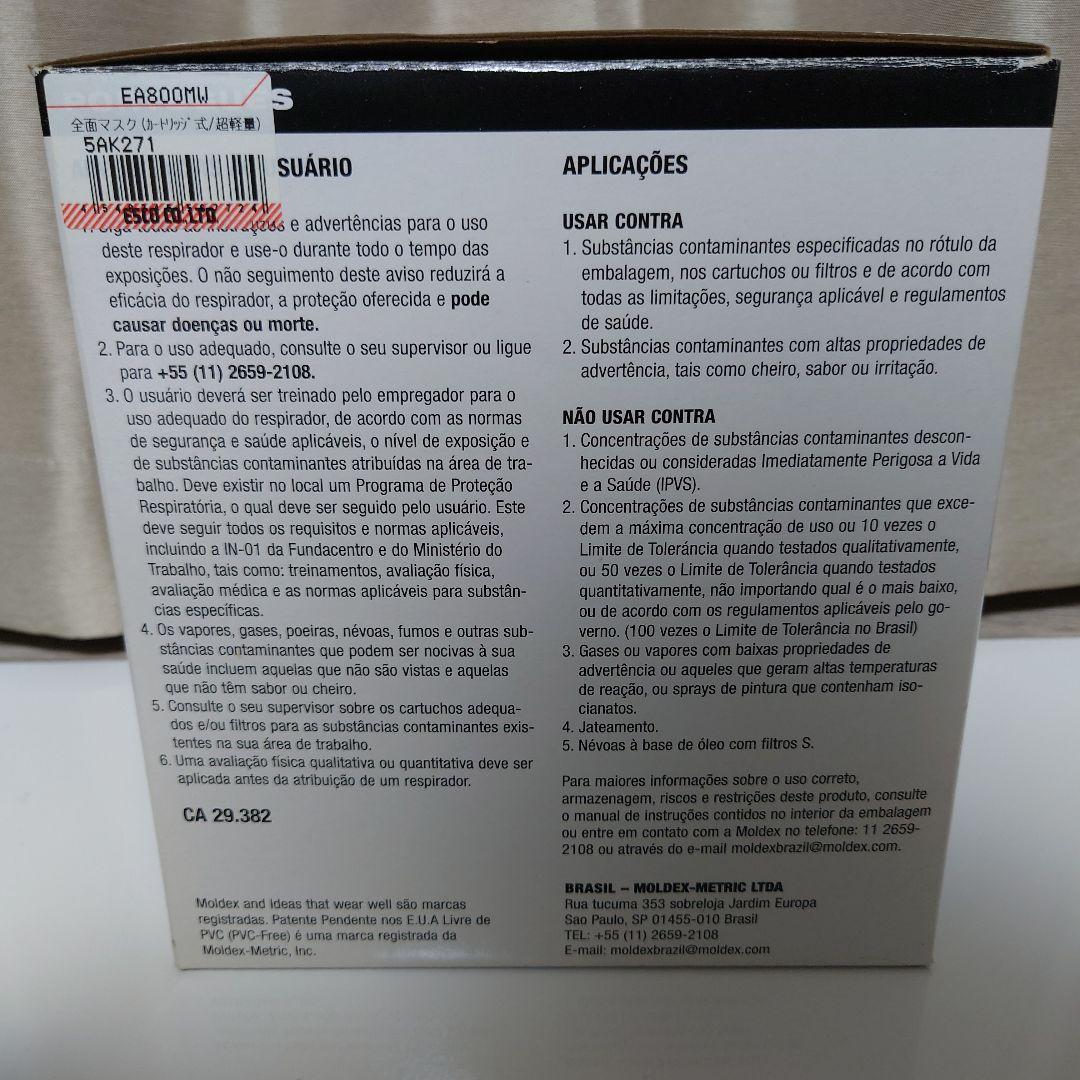 EA800MW
全面マスク(カートリッジ式/超軽量)
5AK271
ESCO CO.,LTD.
S
SUÁRIO
e advertências para o uso
deste respirador e use-o durante todo o tempo das
exposições. O não seguimento deste aviso reduzirá a
eficácia do respirador, a proteção oferecida e pode
causar doenças ou morte.
2. Para o uso adequado, consulte o seu supervisor ou ligue
para +55 (11) 2659-2108.
3. O usuário deverá ser treinado pelo empregador para o
uso adequado do respirador, de acordo com as normas
de segurança e saúde aplicáveis, o nível de exposição e
de substâncias contaminantes atribuídas na área de tra-
balho. Deve existir no local um Programa de Proteção
Respiratória, o qual deve ser seguido pelo usuário. Este
deve seguir todos os requisitos e normas aplicáveis,
incluindo a IN-01 da Fundacentro e do Ministério do
Trabalho, tais como: treinamentos, avaliação física,
avaliação médica e as normas aplicáveis para substân-
cias específicas.
4. Os vapores, gases, poeiras, névoas, fumos e outras sub-
stâncias contaminantes que podem ser nocivas à sua
saúde incluem aquelas que não são vistas e aquelas
que não têm sabor ou cheiro.
5. Consulte o seu supervisor sobre os cartuchos adequa-
dos e/ou filtros para as substâncias contaminantes exis-
tentes na sua área de trabalho.
6. Uma avaliação física qualitativa ou quantitativa deve ser
aplicada antes da atribuição de um respirador.
CA 29.382
Moldex and Ideas that wear well são marcas
registradas. Patente Pendente nos E.U.A Livre de
PVC (PVC-Free) é uma marca registrada da
Moldex-Metric, Inc.
APLICAÇÕES
USAR CONTRA
1. Substâncias contaminantes especificadas no rótulo da
embalagem, nos cartuchos ou filtros e de acordo com
todas as limitações, segurança aplicável e regulamentos
de saúde.
2. Substâncias contaminantes com altas propriedades de
advertência, tais como cheiro, sabor ou irritação.
NÃO USAR CONTRA
1. Concentrações de substâncias contaminantes descon-
hecidas ou consideradas Imediatamente Perigosa a Vida
e a Saúde (IPVS).
2. Concentrações de substâncias contaminantes que exce-
dem a máxima concentração de uso ou 10 vezes o
Limite de Toleráncia quando testados qualitativamente,
ou 50 vezes o Limite de Tolerância quando testados
quantitativamente, não importando qual é o mais baixo,
ou de acordo com os regulamentos aplicáveis pelo go-
verno. (100 vezes o Limite de Tolerância no Brasil)
3. Gases ou vapores com baixas propriedades de
advertência ou aqueles que geram altas temperaturas
de reação, ou sprays de pintura que contenham iso-
cianatos.
4. Jateamento.
5. Névoas à base de óleo com filtros S.
Para maiores informações sobre o uso correto,
armazenagem, riscos e restrições deste produto, consulte
o manual de instruções contidos no interior da embalagem
ou entre em contato com a Moldex no telefone: 11 2659-
2108 ou através do e-mail moldexbrazil@moldex.com.
BRASIL – MOLDEX-METRIC LTDA
Rua tucuma 353 sobreloja Jardim Europa
Sao Paulo, SP 01455-010 Brasil
TEL: +55 (11) 2659-2108
E-mail: moldexbrazil@moldex.com